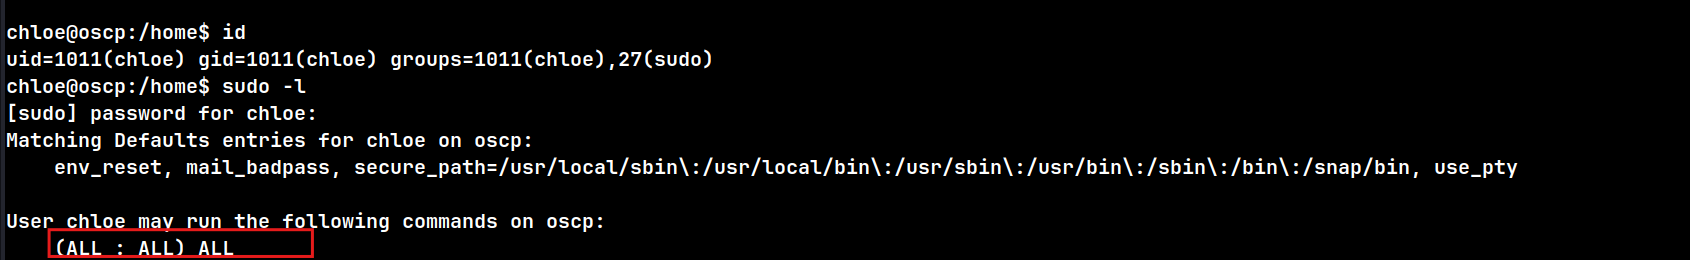 chloe@oscp:/home$ id
uid=1011(chloe) gid=1011(chloe) groups=1011(chloe),27(sudo)
chloe@oscp:/home$ sudo -l
[sudo] password for chloe:
Matching Defaults entries for chloe on oscp:
    env_reset, mail_badpass, secure_path=/usr/local/sbin\:/usr/local/bin\:/usr/sbin\:/usr/bin\:/sbin\:/bin\:/snap/bin, use_pty

User chloe may run the following commands on oscp:
    (ALL : ALL) ALL